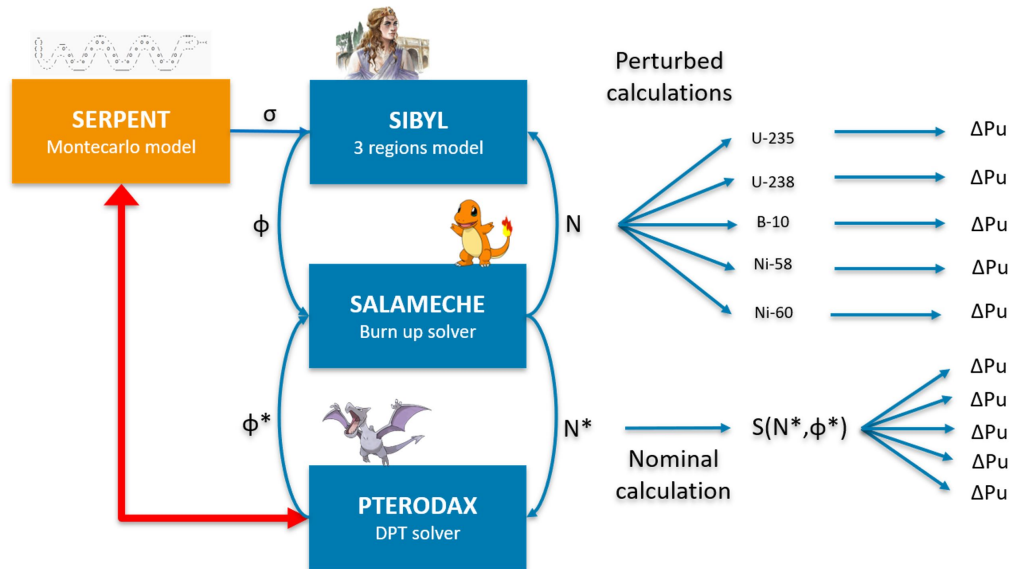 SERPENT
Montecarlo model
σ
SIBYL
3 regions model
ϕ
N
SALAMECHE
Burn up solver
ϕ*
N*
PTERODAX
DPT solver
Perturbed
calculations
U-235
ΔPu
U-238
ΔPu
B-10
ΔPu
Ni-58
ΔPu
Ni-60
ΔPu
Nominal
calculation
S(N*,ϕ*)
ΔPu
ΔPu
ΔPu
ΔPu
ΔPu